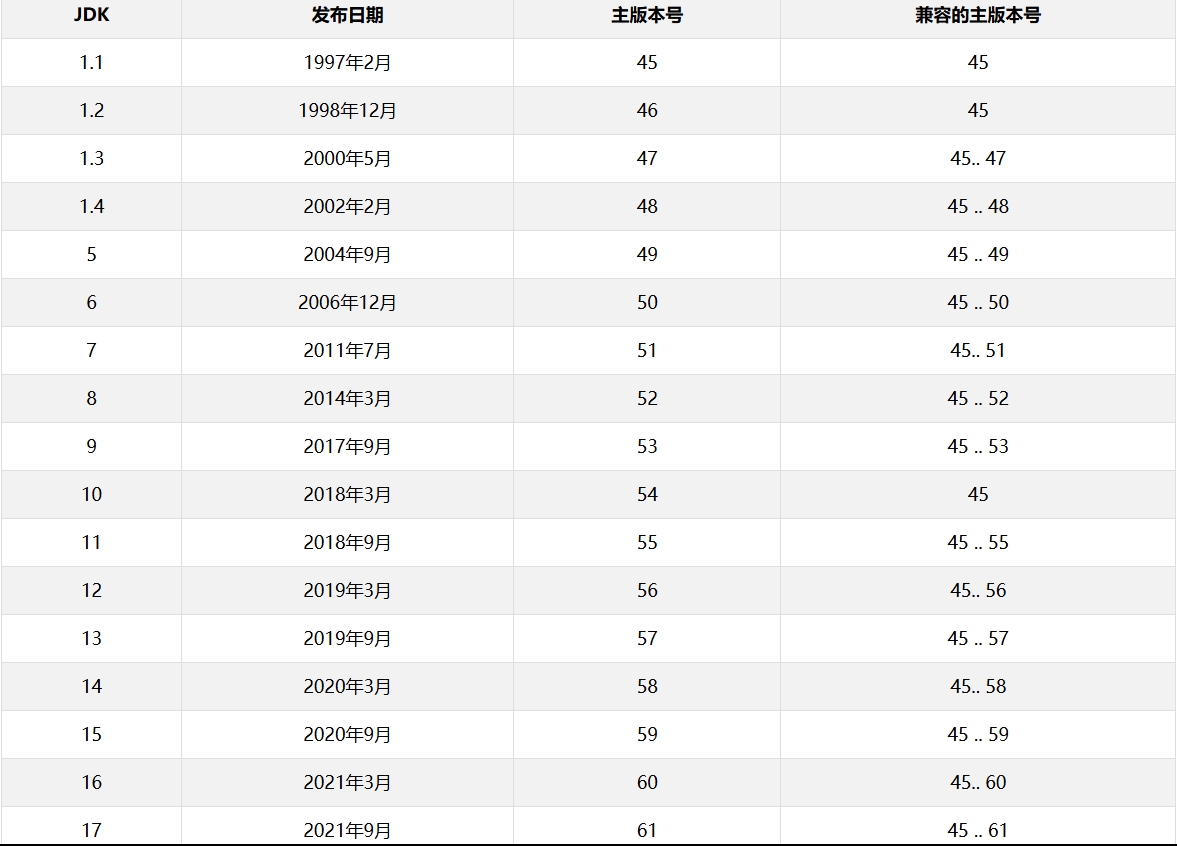 JDK 发布日期 主版本号 兼容的主版本号
1.1 1997年2月 45 45
1.2 1998年12月 46 45
1.3 2000年5月 47 45.. 47
1.4 2002年2月 48 45 .. 48
5 2004年9月 49 45 .. 49
6 2006年12月 50 45 .. 50
7 2011年7月 51 45.. 51
8 2014年3月 52 45 .. 52
9 2017年9月 53 45 .. 53
10 2018年3月 54 45
11 2018年9月 55 45 .. 55
12 2019年3月 56 45.. 56
13 2019年9月 57 45 .. 57
14 2020年3月 58 45.. 58
15 2020年9月 59 45 .. 59
16 2021年3月 60 45.. 60
17 2021年9月 61 45 .. 61